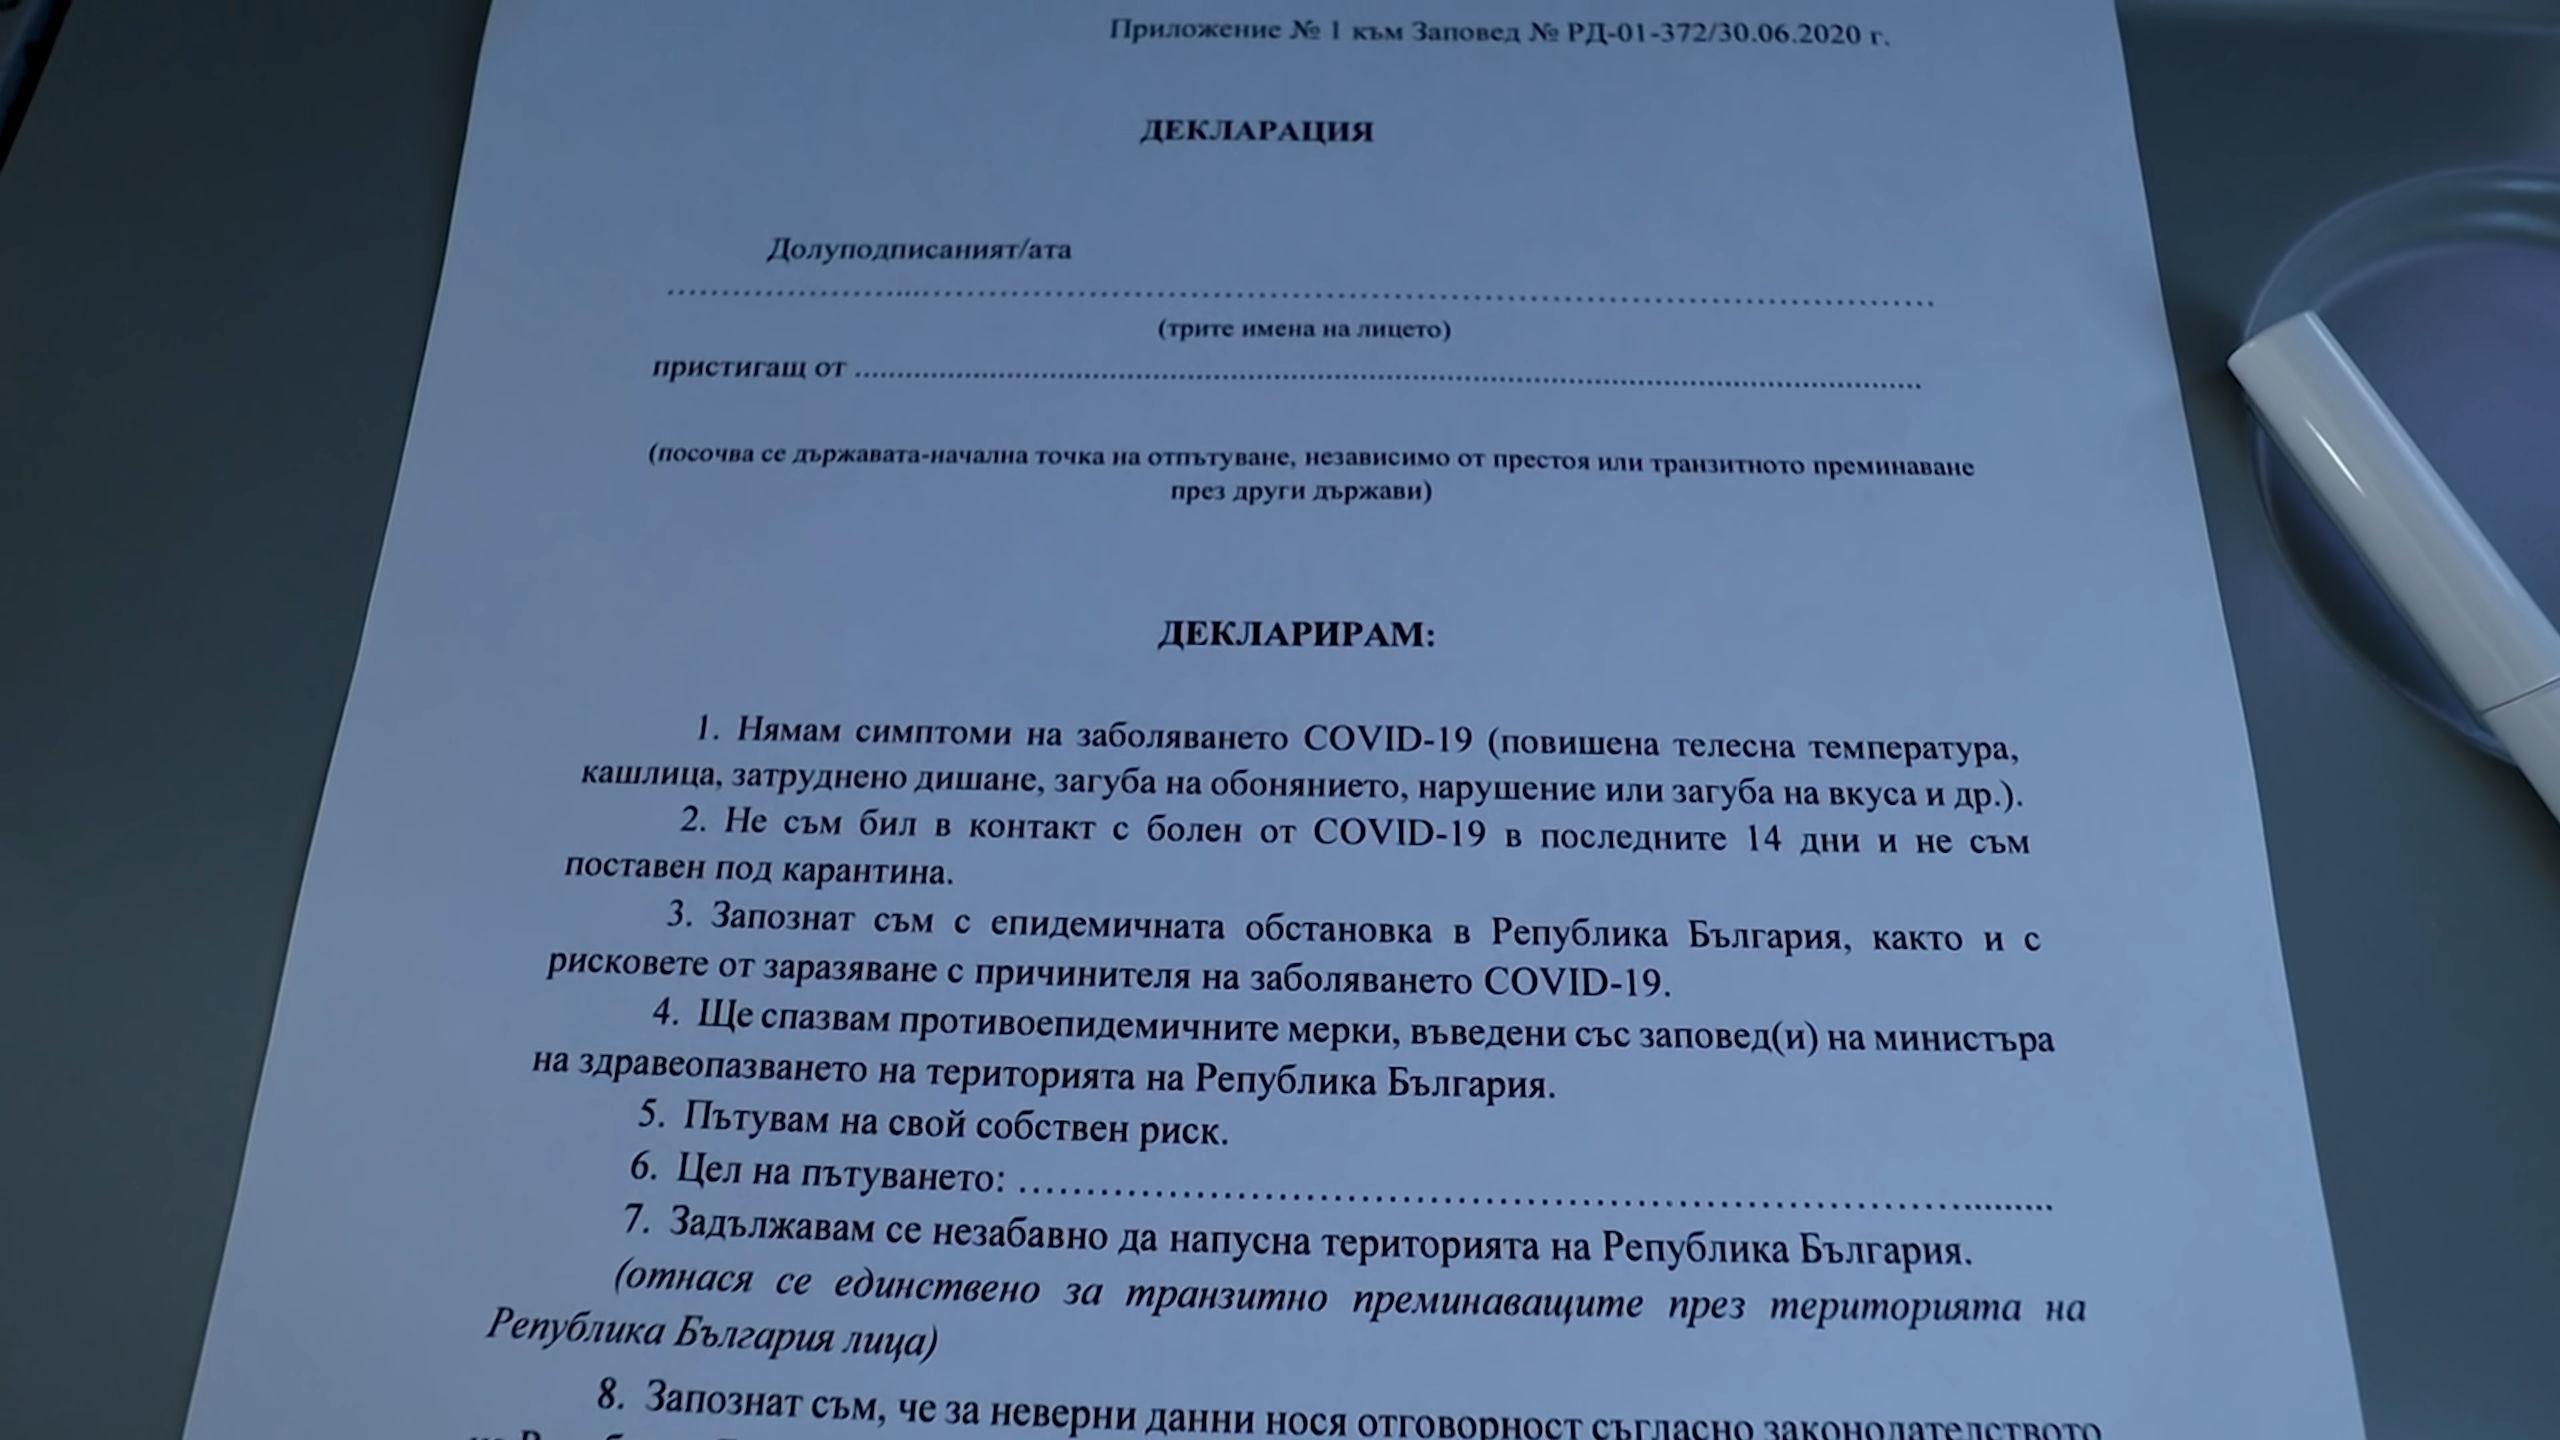 Приложение № 1 към Заповед № РД-01-372/30.06.2020 г.
ДЕКЛАРАЦИЯ
Долуподписаният/ата
……………………………………………………………………………………
(трите имена на лицето)
пристигащ от ……………………………………………………………………
(посочва се държавата-начална точка на отпътуване, независимо от престоя или транзитното преминаване
през други държави)
ДЕКЛАРИРАМ:
1. Нямам симптоми на заболяването COVID-19 (повишена телесна температура,
кашлица, затруднено дишане, загуба на обонянието, нарушение или загуба на вкуса и др.).
2. Не съм бил в контакт с болен от COVID-19 в последните 14 дни и не съм
поставен под карантина.
3. Запознат съм с епидемичната обстановка в Република България, както и с
рисковете от заразяване с причинителя на заболяването COVID-19.
4. Ще спазвам противоепидемичните мерки, въведени със заповед(и) на министъра
на здравеопазването на територията на Република България.
5. Пътувам на свой собствен риск.
6. Цел на пътуването: ……………………………………………………………
7. Задължавам се незабавно да напусна територията на Република България.
(отнася се единствено за транзитно преминаващите през територията на
Република България лица)
8. Запознат съм, че за неверни данни нося отговорност съгласно законодателството